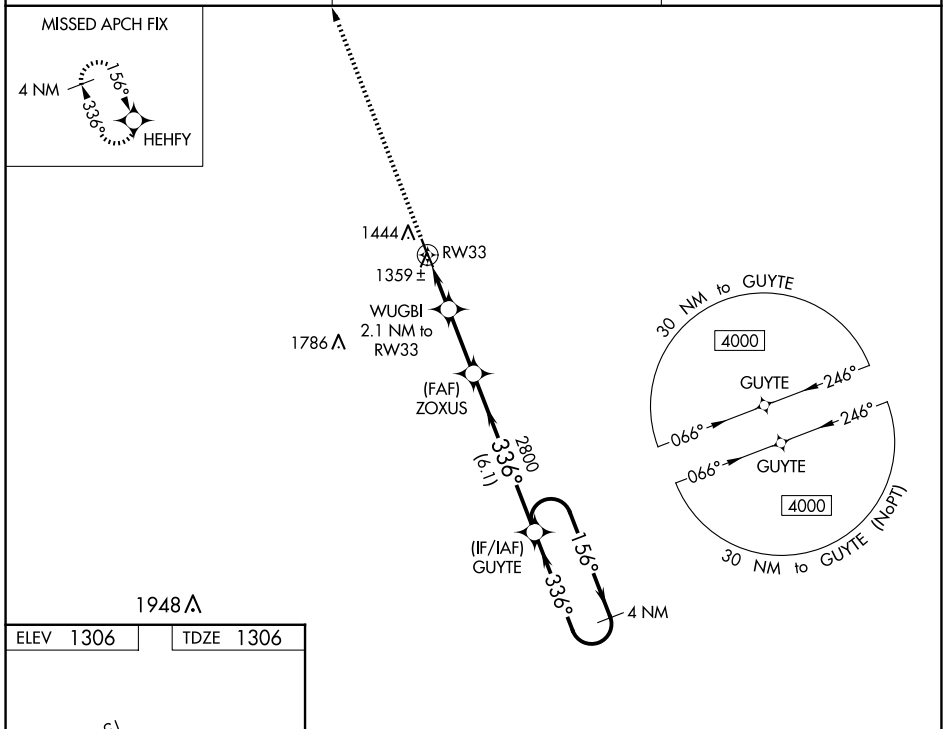 MISSED APCH FIX
4 NM
156°
336°
HEHFY
1444
RW33
1359 ±
WUGBI
2.1 NM to
RW33
1786
(FAF)
ZOXUS
2800
336°
(6.1)
(IF/IAF)
GUYTE
156°
336°
4 NM
30 NM to GUYTE
4000
GUYTE
246°
066°
246°
066°
GUYTE
4000
30 NM to GUYTE (NoPT)
1948
ELEV 1306
TDZE 1306